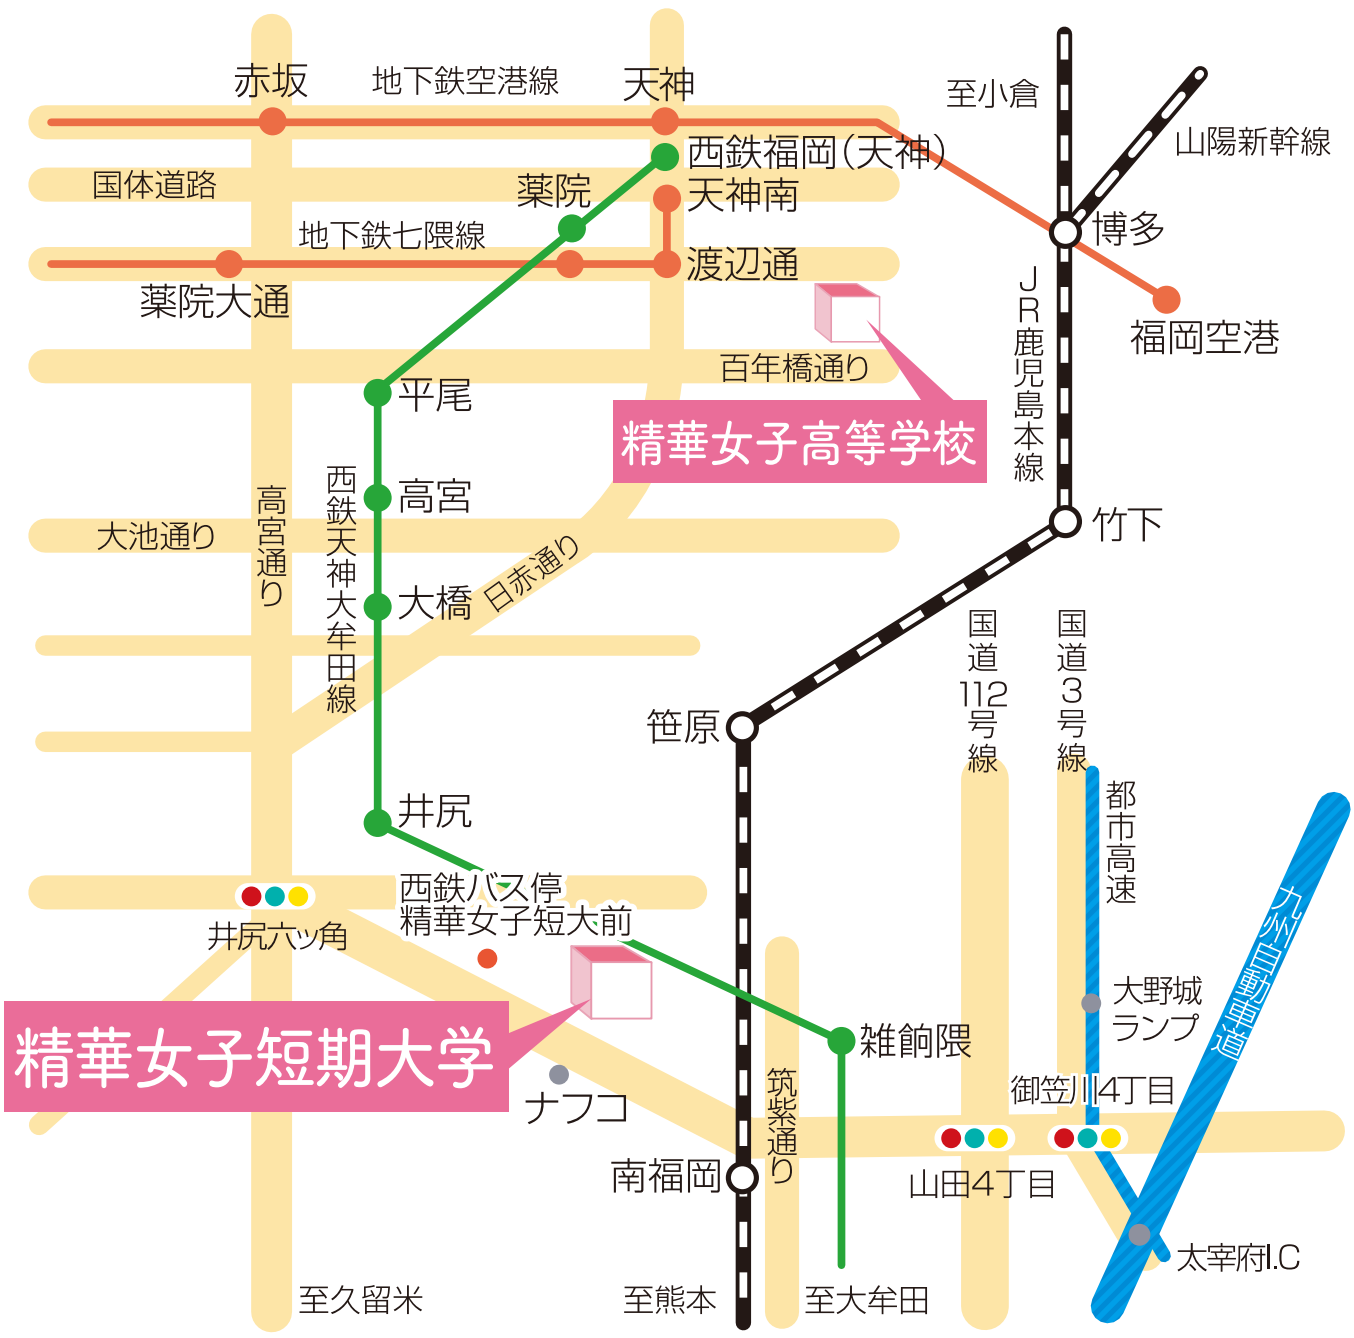 赤坂
地下鉄空港線
天神
至小倉
山陽新幹線
西鉄福岡(天神)
国体道路
薬院
天神南
博多
地下鉄七隈線
渡辺通
薬院大通
JR鹿児島本線
福岡空港
百年橋通り
平尾
精華女子高等学校
高宮
西鉄天神大牟田線
高宮通り
大池通り
竹下
日赤通り
大橋
国道112号線
国道3号線
笹原
井尻
都市高速
西鉄バス停
精華女子短大前
井尻六ッ角
九州自動車道
大野城
ランプ
精華女子短期大学
雑餉隈
ナフコ
筑紫通り
御笠川4丁目
南福岡
山田4丁目
太宰府I.C
至久留米
至熊本
至大牟田